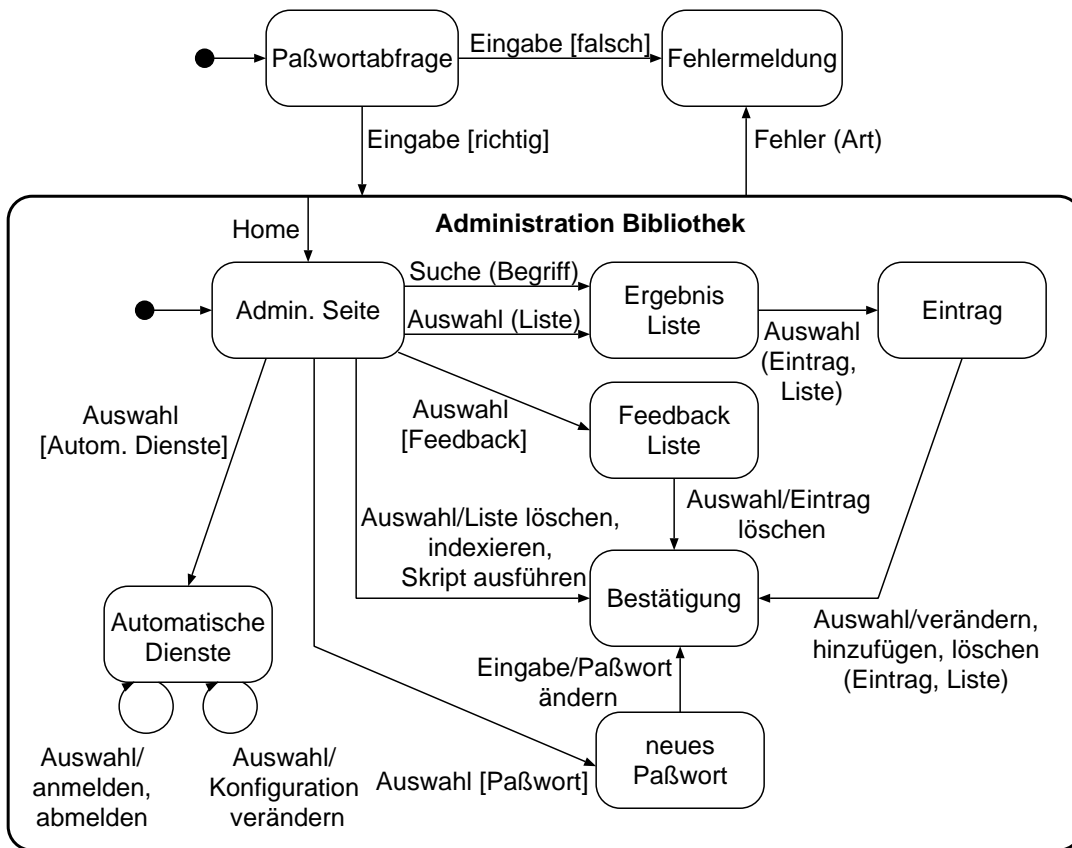 Eingabe [falsch]
Paßwortabfrage
Fehlermeldung
Eingabe [richtig]
Fehler (Art)
Administration Bibliothek
Home
Suche (Begriff)
Admin. Seite
Ergebnis
Liste
Eintrag
Auswahl (Liste)
Auswahl
(Eintrag,
Liste)
Auswahl
[Autom. Dienste]
Auswahl
[Feedback]
Feedback
Liste
Auswahl/Eintrag
löschen
Auswahl/Liste löschen,
indexieren,
Skript ausführen
Bestätigung
Automatische
Dienste
Auswahl/verändern,
hinzufügen, löschen
(Eintrag, Liste)
Eingabe/Paßwort
ändern
neues
Paßwort
Auswahl [Paßwort]
Auswahl/
anmelden,
abmelden
Auswahl/
Konfiguration
verändern